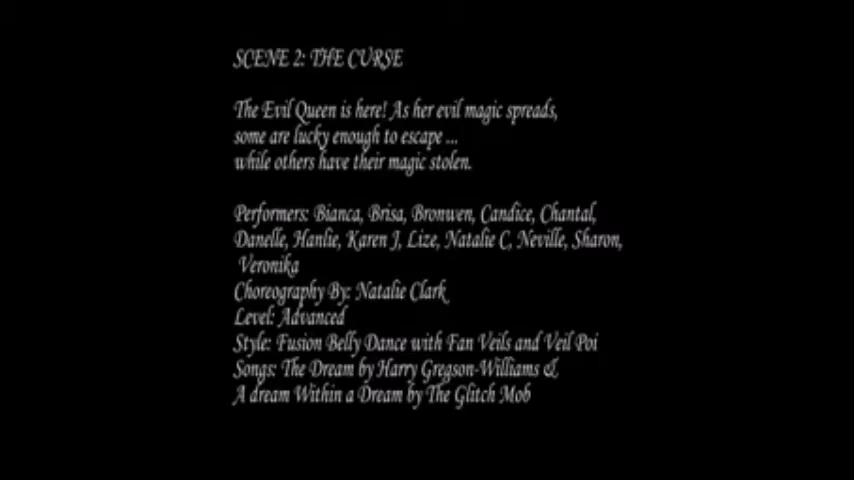 SCENE 2: THE CURSE
The Evil Queen is here! As her evil magic spreads,
some are lucky enough to escape ...
while others have their magic stolen.
Performers: Bianca, Brisa, Bronwen, Candice, Chantal,
Danelle, Hanlie, Karen J, Lize, Natalie C, Neville, Sharon,
Veronika
Choreography By: Natalie Clark
Level: Advanced
Style: Fusion Belly Dance with Fan Veils and Veil Poi
Songs: The Dream by Harry Gregson-Williams &
A dream Within a Dream by The Glitch Mob